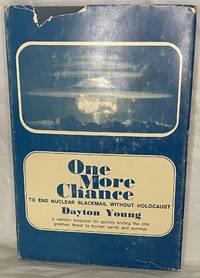 One
More
Chance
TO END NUCLEAR BLACKMAIL WITHOUT HOLOCAUST
Dayton Young
A realistic proposal for quickly ending the one
greatest threat to human sanity and survival